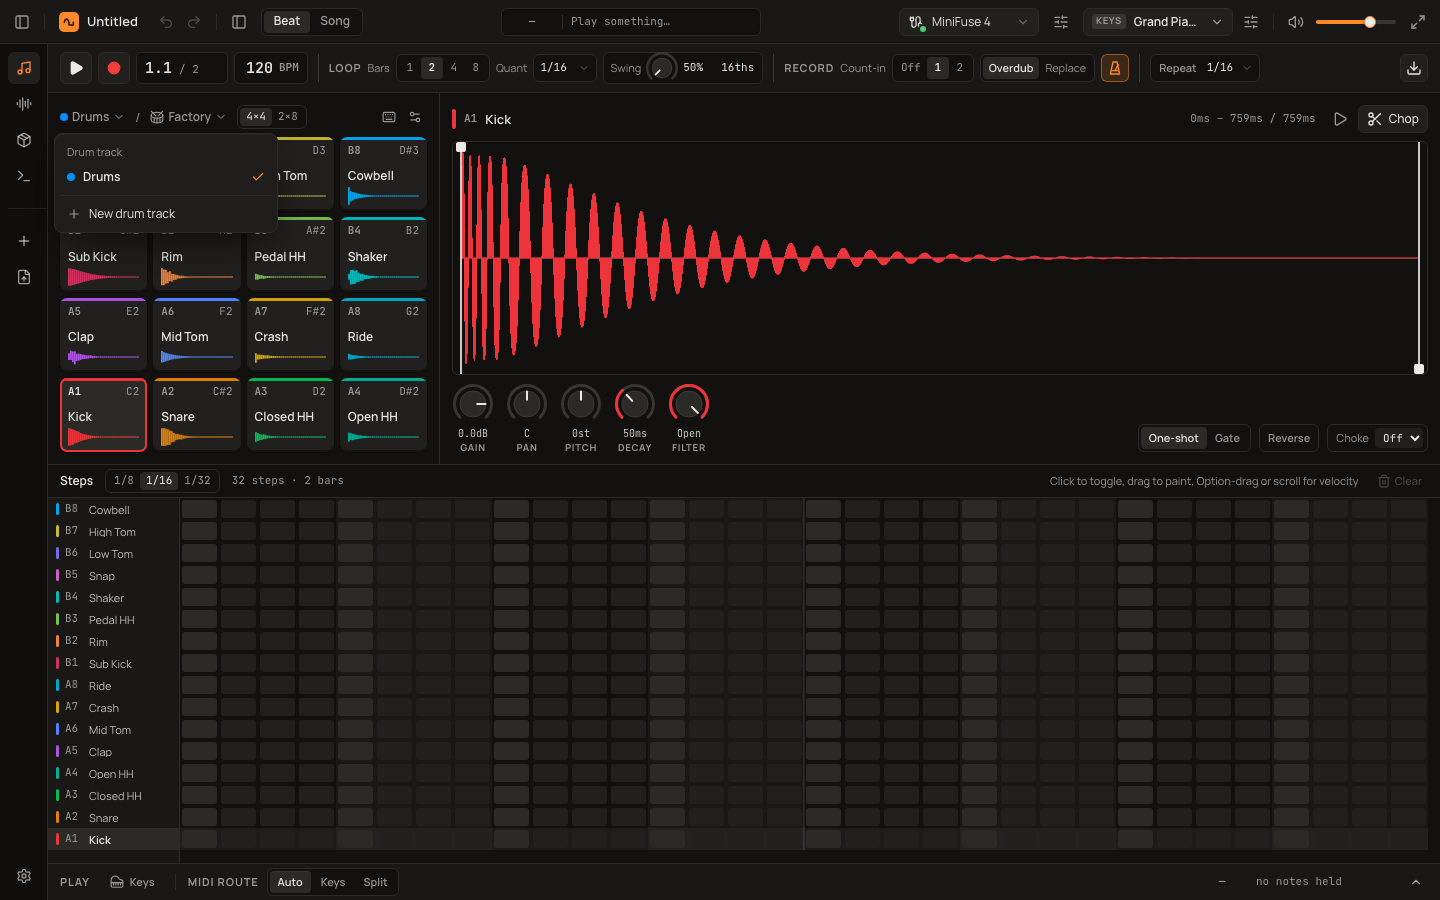 Untitled
Beat Song
– Play something…
MiniFuse 4
KEYS Grand Pia…
1.1 / 2
120 BPM
LOOP Bars 1 2 4 8 Quant 1/16
Swing 50% 16ths
RECORD Count-in Off 1 2 Overdub Replace
Repeat 1/16
Drums / Factory 4×4 2×8
Drum track
Drums
New drum track
D3
Tom
B8 D#3
Cowbell
Sub Kick
Rim
A#2
Pedal HH
B4 B2
Shaker
A5 E2
Clap
A6 F2
Mid Tom
A7 F#2
Crash
A8 G2
Ride
A1 C2
Kick
A2 C#2
Snare
A3 D2
Closed HH
A4 D#2
Open HH
A1 Kick
0ms – 759ms / 759ms
Chop
0.0dB
GAIN
C
PAN
0st
PITCH
50ms
DECAY
Open
FILTER
One-shot Gate
Reverse
Choke Off
Steps 1/8 1/16 1/32 32 steps · 2 bars
Click to toggle, drag to paint, Option-drag or scroll for velocity
Clear
B8 Cowbell
B7 High Tom
B6 Low Tom
B5 Snap
B4 Shaker
B3 Pedal HH
B2 Rim
B1 Sub Kick
A8 Ride
A7 Crash
A6 Mid Tom
A5 Clap
A4 Open HH
A3 Closed HH
A2 Snare
A1 Kick
PLAY Keys MIDI ROUTE Auto Keys Split
– no notes held